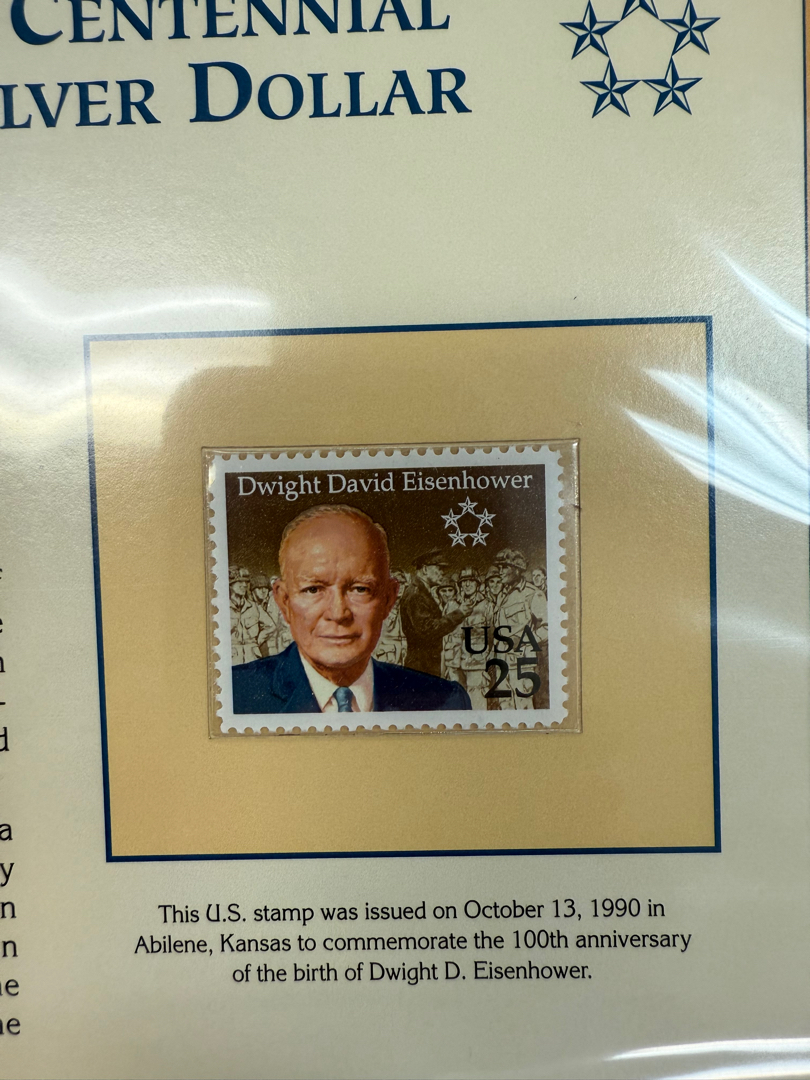 CENTENNIAL
LVER DOLLAR
Dwight David Eisenhower
USA
25
d
a
y
n
n
e
e
This U.S. stamp was issued on October 13, 1990 in
Abilene, Kansas to commemorate the 100th anniversary
of the birth of Dwight D. Eisenhower.